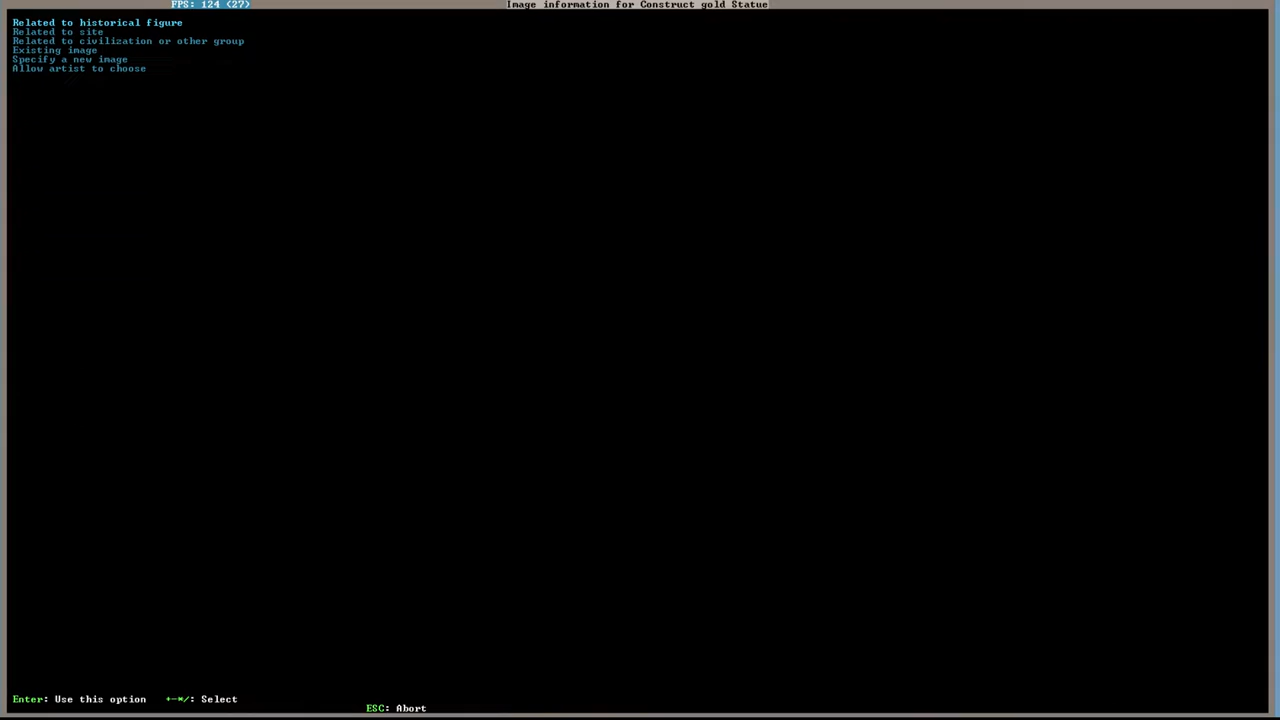 FPS: 124 (27)
Image information for Construct gold Statue
Related to historical figure
Related to site
Related to civilization or other group
Existing image
Specify a new image
Allow artist to choose
Enter: Use this option +-*/: Select
ESC: Abort